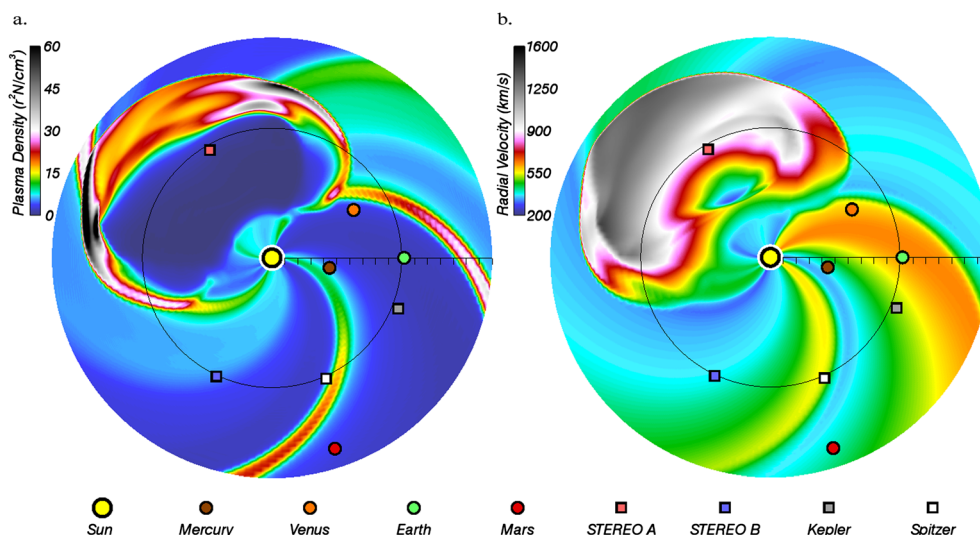 a.
b.
Plasma Density (r²N/cm³)
60
45
30
15
0
Radial Velocity (km/s)
1600
1250
900
550
200
Sun
Mercury
Venus
Earth
Mars
STEREO A
STEREO B
Kepler
Spitzer